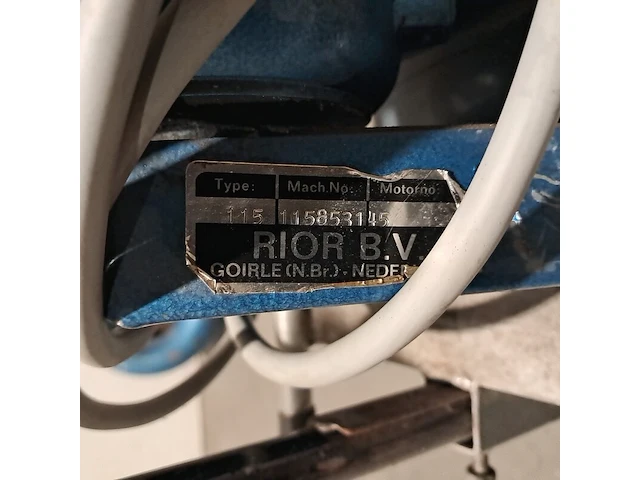 Type: Mach.No: Motorno
115 115853145
RIOR B.V.
GOIRLE (N.Br.) - NEDER